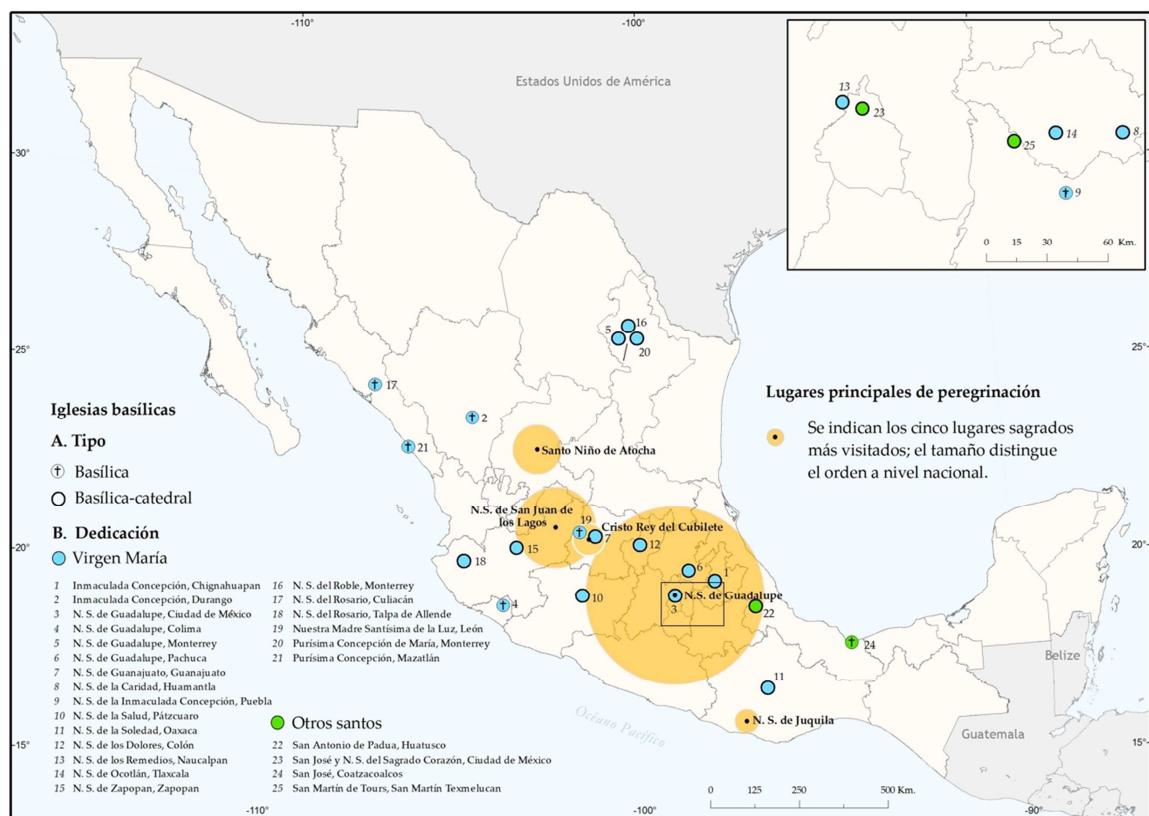 -110°
-100°
Estados Unidos de América
30°
13
23
25
14
8
9
0 15 30 60 Km.
5
16
20
25°
25°
17
2
21
Iglesias basílicas
A. Tipo
Basílica
Basílica-catedral
B. Dedicación
Virgen María
Lugares principales de peregrinación
Se indican los cinco lugares sagrados
más visitados; el tamaño distingue
el orden a nivel nacional.
Santo Niño de Atocha
N.S. de San Juan de
los Lagos
19
Cristo Rey del Cubilete
7
12
15
18
20°
20°
6
1
N.S. de Guadalupe
3
10
4
22
24
11
N. S. de Juquila
Belize
Guatemala
Océano Pacífico
1 Inmaculada Concepción, Chignahuapan
2 Inmaculada Concepción, Durango
3 N. S. de Guadalupe, Ciudad de México
4 N. S. de Guadalupe, Colima
5 N. S. de Guadalupe, Monterrey
6 N. S. de Guadalupe, Pachuca
7 N. S. de Guanajuato, Guanajuato
8 N. S. de la Caridad, Huamantla
9 N. S. de la Inmaculada Concepción, Puebla
10 N. S. de la Salud, Pátzcuaro
11 N. S. de la Soledad, Oaxaca
12 N. S. de los Dolores, Colón
13 N. S. de los Remedios, Naucalpan
14 N. S. de Ocotlán, Tlaxcala
15 N. S. de Zapopan, Zapopan
16 N. S. del Roble, Monterrey
17 N. S. del Rosario, Culiacán
18 N. S. del Rosario, Talpa de Allende
19 Nuestra Madre Santísima de la Luz, León
20 Purísima Concepción de María, Monterrey
21 Purísima Concepción, Mazatlán
Otros santos
22 San Antonio de Padua, Huatusco
23 San José y N. S. del Sagrado Corazón, Ciudad de México
24 San José, Coatzacoalcos
25 San Martín de Tours, San Martín Texmelucan
15°
15°
0 100 200 400 500 Km.
-110°
-100°
-90°